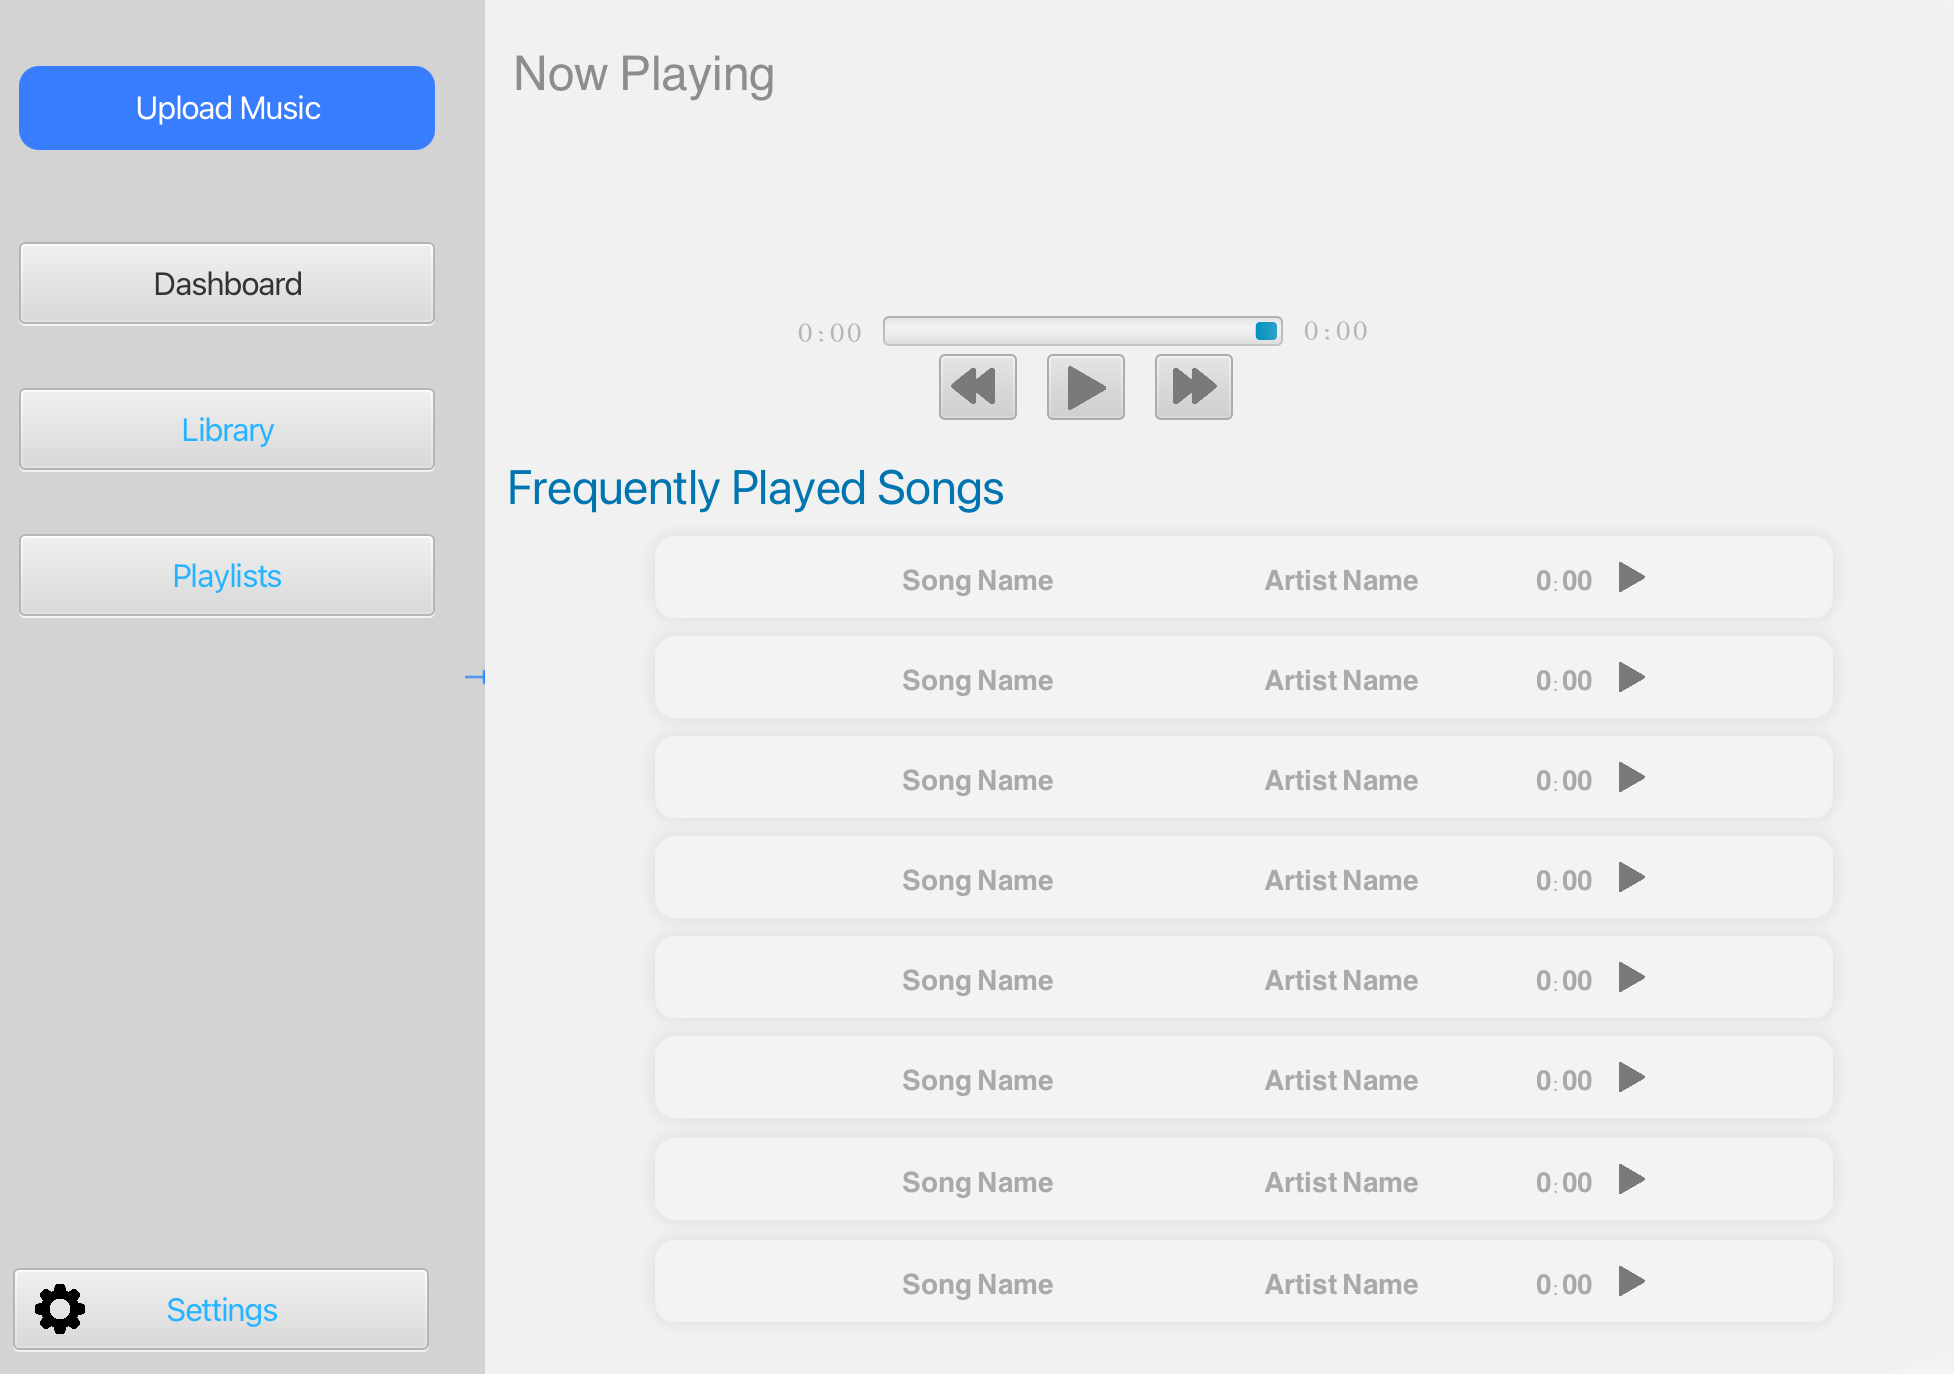 Upload Music
Dashboard
Library
Playlists
Settings
Now Playing
0:00 0:00
Frequently Played Songs
Song Name Artist Name 0:00
Song Name Artist Name 0:00
Song Name Artist Name 0:00
Song Name Artist Name 0:00
Song Name Artist Name 0:00
Song Name Artist Name 0:00
Song Name Artist Name 0:00
Song Name Artist Name 0:00